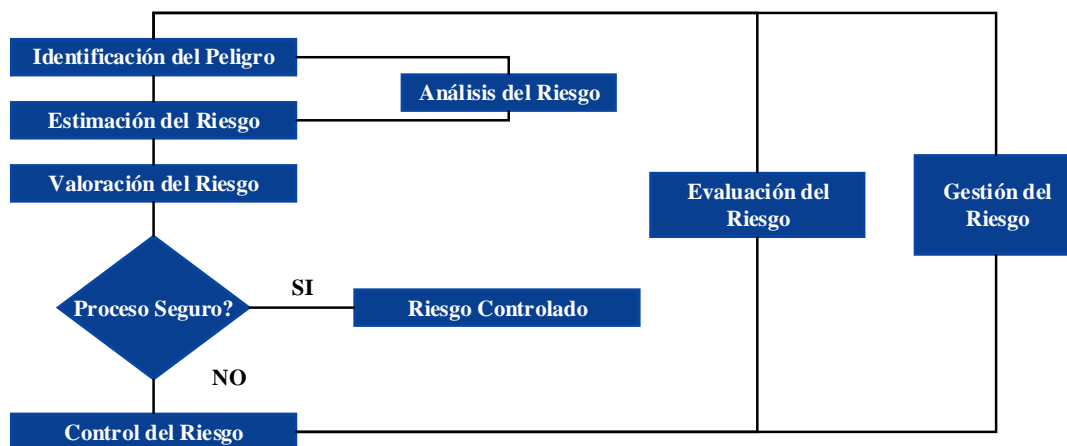 Identificación del Peligro
Análisis del Riesgo
Estimación del Riesgo
Valoración del Riesgo
Evaluación del
Riesgo
Gestión del
Riesgo
Proceso Seguro?
SI
Riesgo Controlado
NO
Control del Riesgo